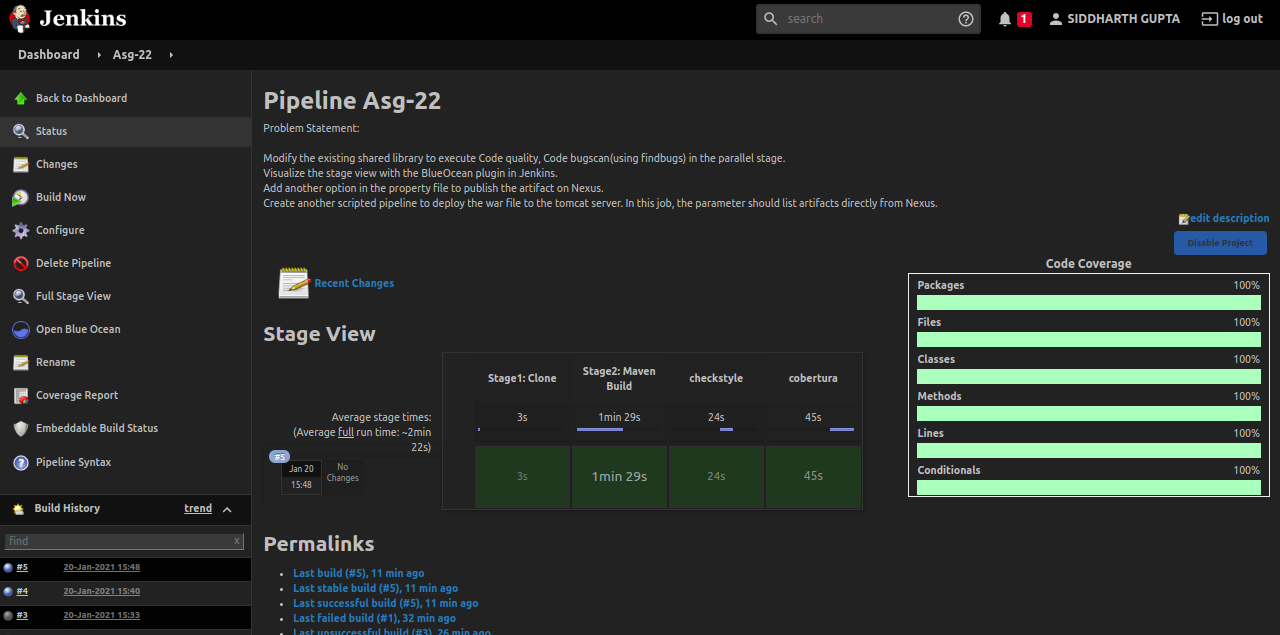 Jenkins
search
1
SIDDHARTH GUPTA
log out
Dashboard
Asg-22
Back to Dashboard
Status
Changes
Build Now
Configure
Delete Pipeline
Full Stage View
Open Blue Ocean
Rename
Coverage Report
Embeddable Build Status
Pipeline Syntax
Build History
trend
find
x
#5 20-Jan-2021 15:48
#4 20-Jan-2021 15:40
#3 20-Jan-2021 15:33
Pipeline Asg-22
Problem Statement:
Modify the existing shared library to execute Code quality, Code bugscan(using findbugs) in the parallel stage.
Visualize the stage view with the BlueOcean plugin in Jenkins.
Add another option in the property file to publish the artifact on Nexus.
Create another scripted pipeline to deploy the war file to the tomcat server. In this job, the parameter should list artifacts directly from Nexus.
edit description
Disable Project
Recent Changes
Code Coverage
Packages 100%
Files 100%
Classes 100%
Methods 100%
Lines 100%
Conditionals 100%
Stage View
Stage1: Clone
Stage2: Maven
Build
checkstyle
cobertura
Average stage times:
(Average full run time: ~2min
22s)
3s
1min 29s
24s
45s
#5
Jan 20
15:48
No
Changes
3s
1min 29s
24s
45s
Permalinks
Last build (#5), 11 min ago
Last stable build (#5), 11 min ago
Last successful build (#5), 11 min ago
Last failed build (#1), 32 min ago
Last unsuccessful build (#3), 26 min ago